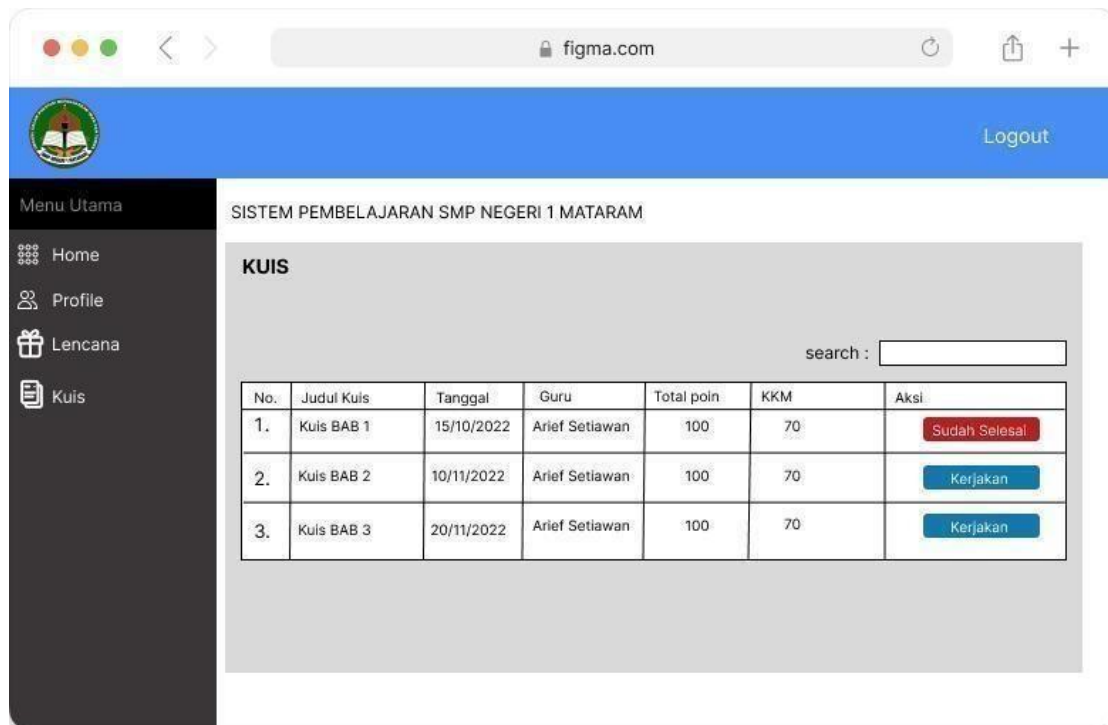 figma.com
Logout
Menu Utama
Home
Profile
Lencana
Kuis
SISTEM PEMBELAJARAN SMP NEGERI 1 MATARAM
KUIS
search :
No. Judul Kuis Tanggal Guru Total poin KKM Aksi
1. Kuis BAB 1 15/10/2022 Arief Setiawan 100 70 Sudah Selesai
2. Kuis BAB 2 10/11/2022 Arief Setiawan 100 70 Kerjakan
3. Kuis BAB 3 20/11/2022 Arief Setiawan 100 70 Kerjakan